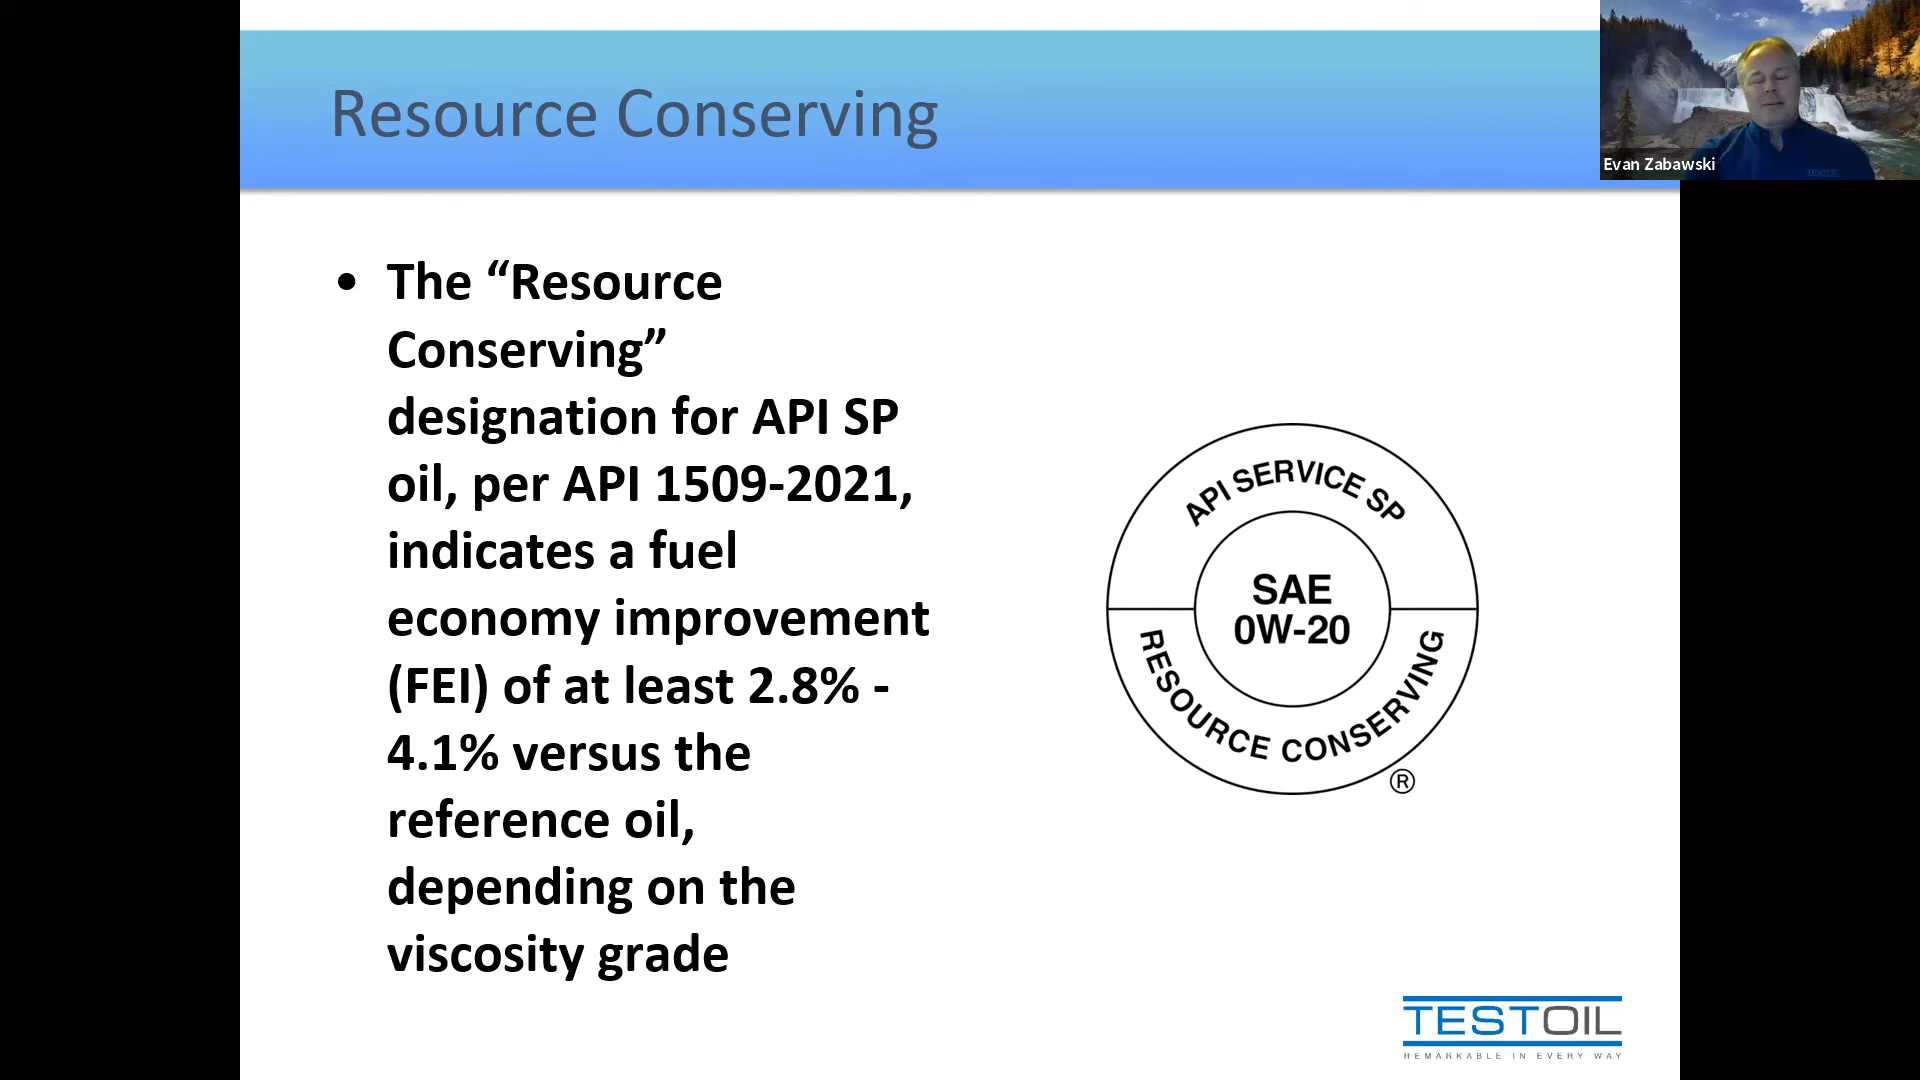 Resource Conserving
Evan Zabawski
TESTOIL
• The “Resource
Conserving”
designation for API SP
oil, per API 1509-2021,
indicates a fuel
economy improvement
(FEI) of at least 2.8% -
4.1% versus the
reference oil,
depending on the
viscosity grade
API SERVICE SP
SAE
0W-20
RESOURCE CONSERVING
®
TESTOIL
REMARKABLE IN EVERY WAY